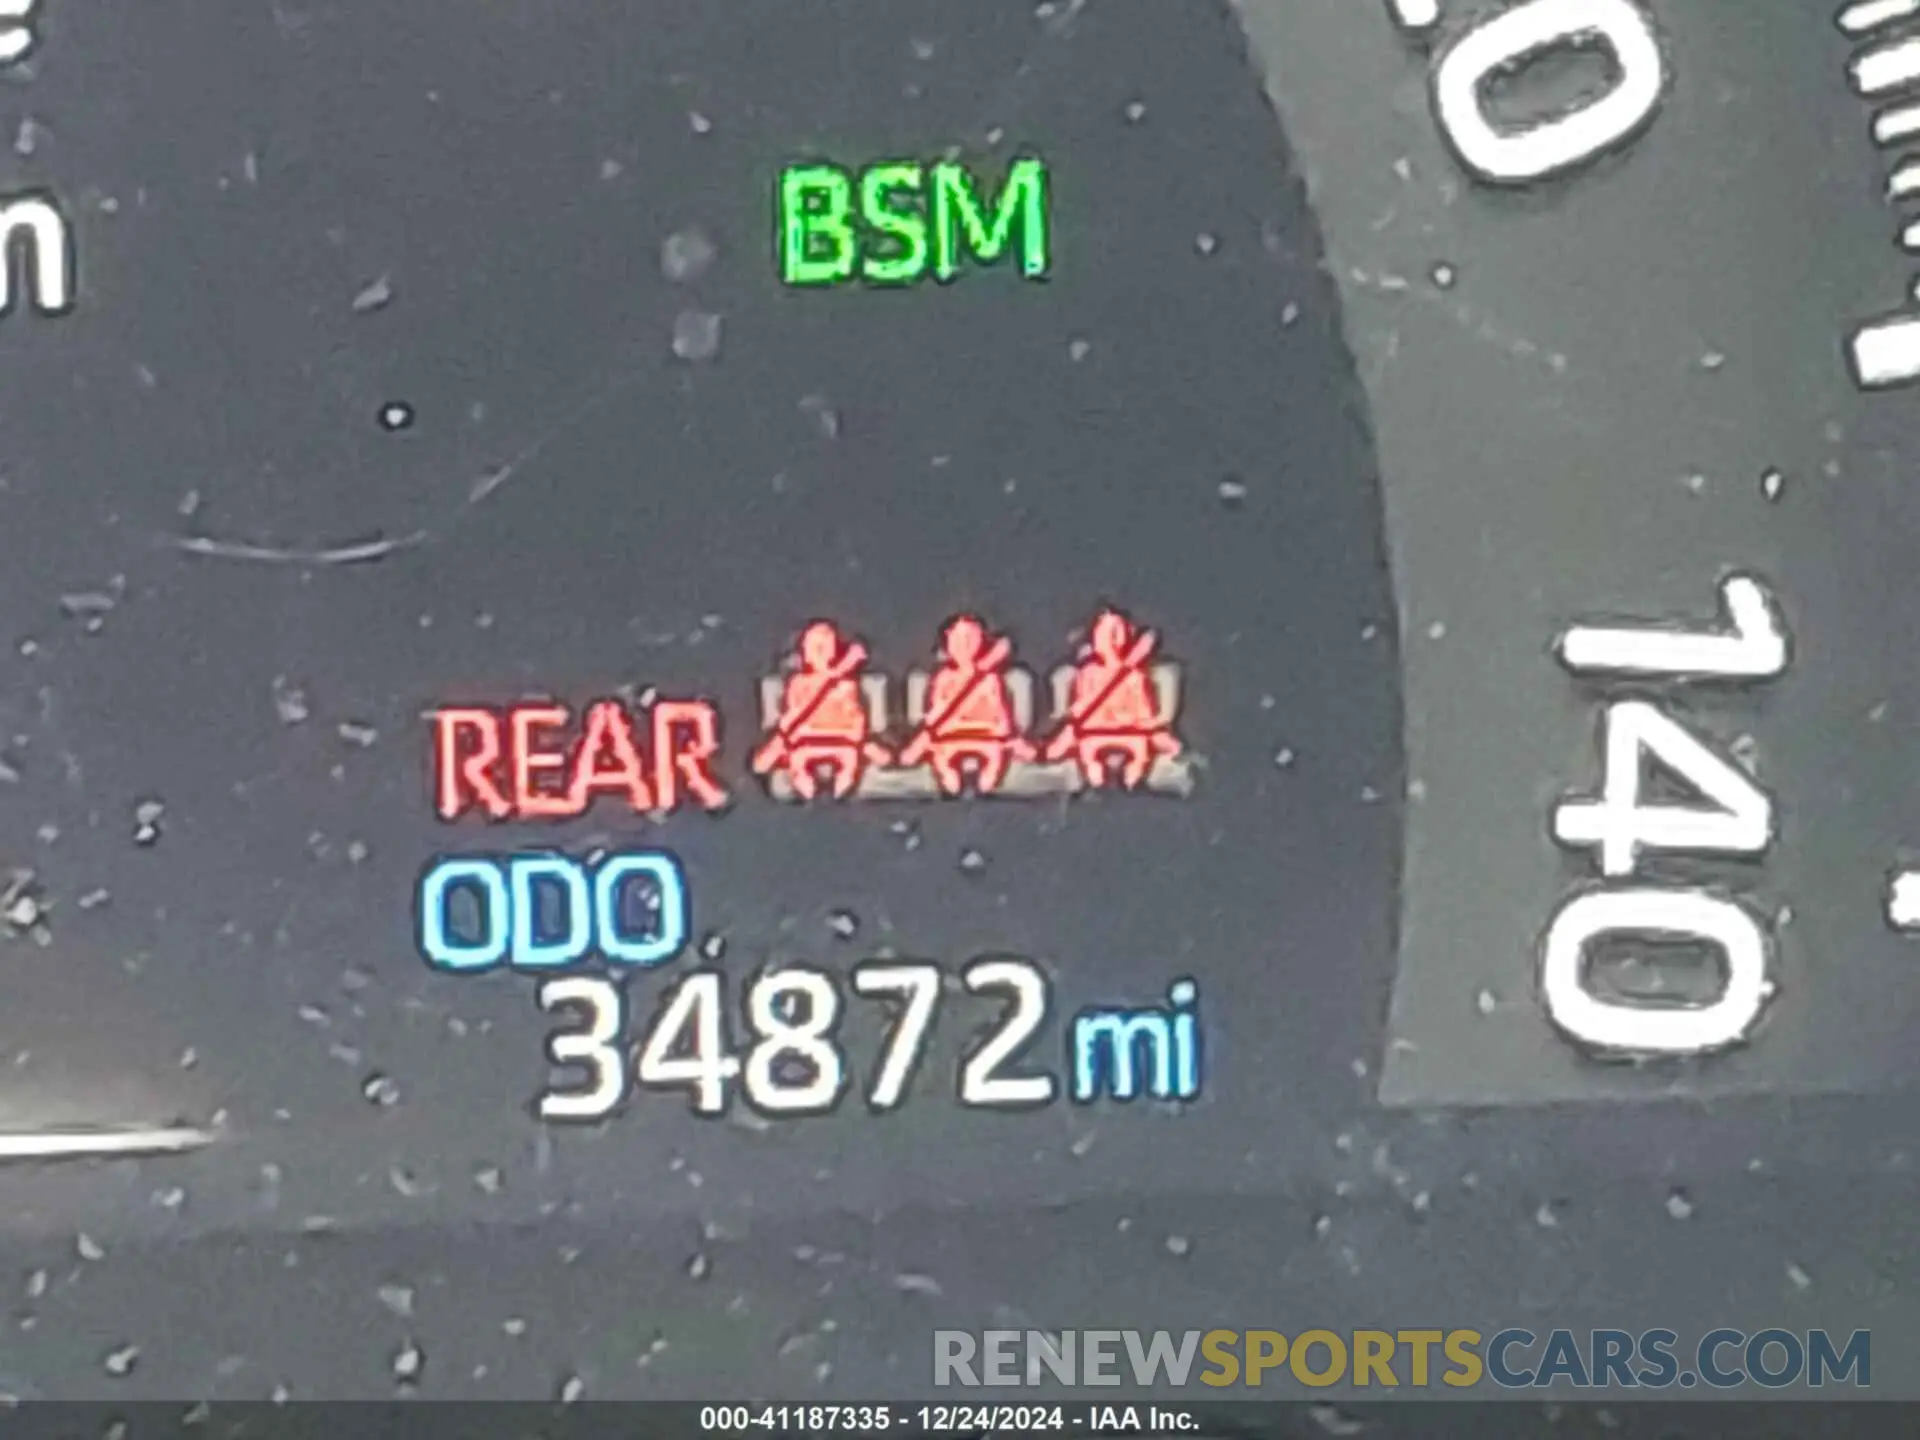 BSM
REAR
ODO
34872 mi
140
RENEWSPORTSCARS.COM
000-41187335 - 12/24/2024 - IAA Inc.